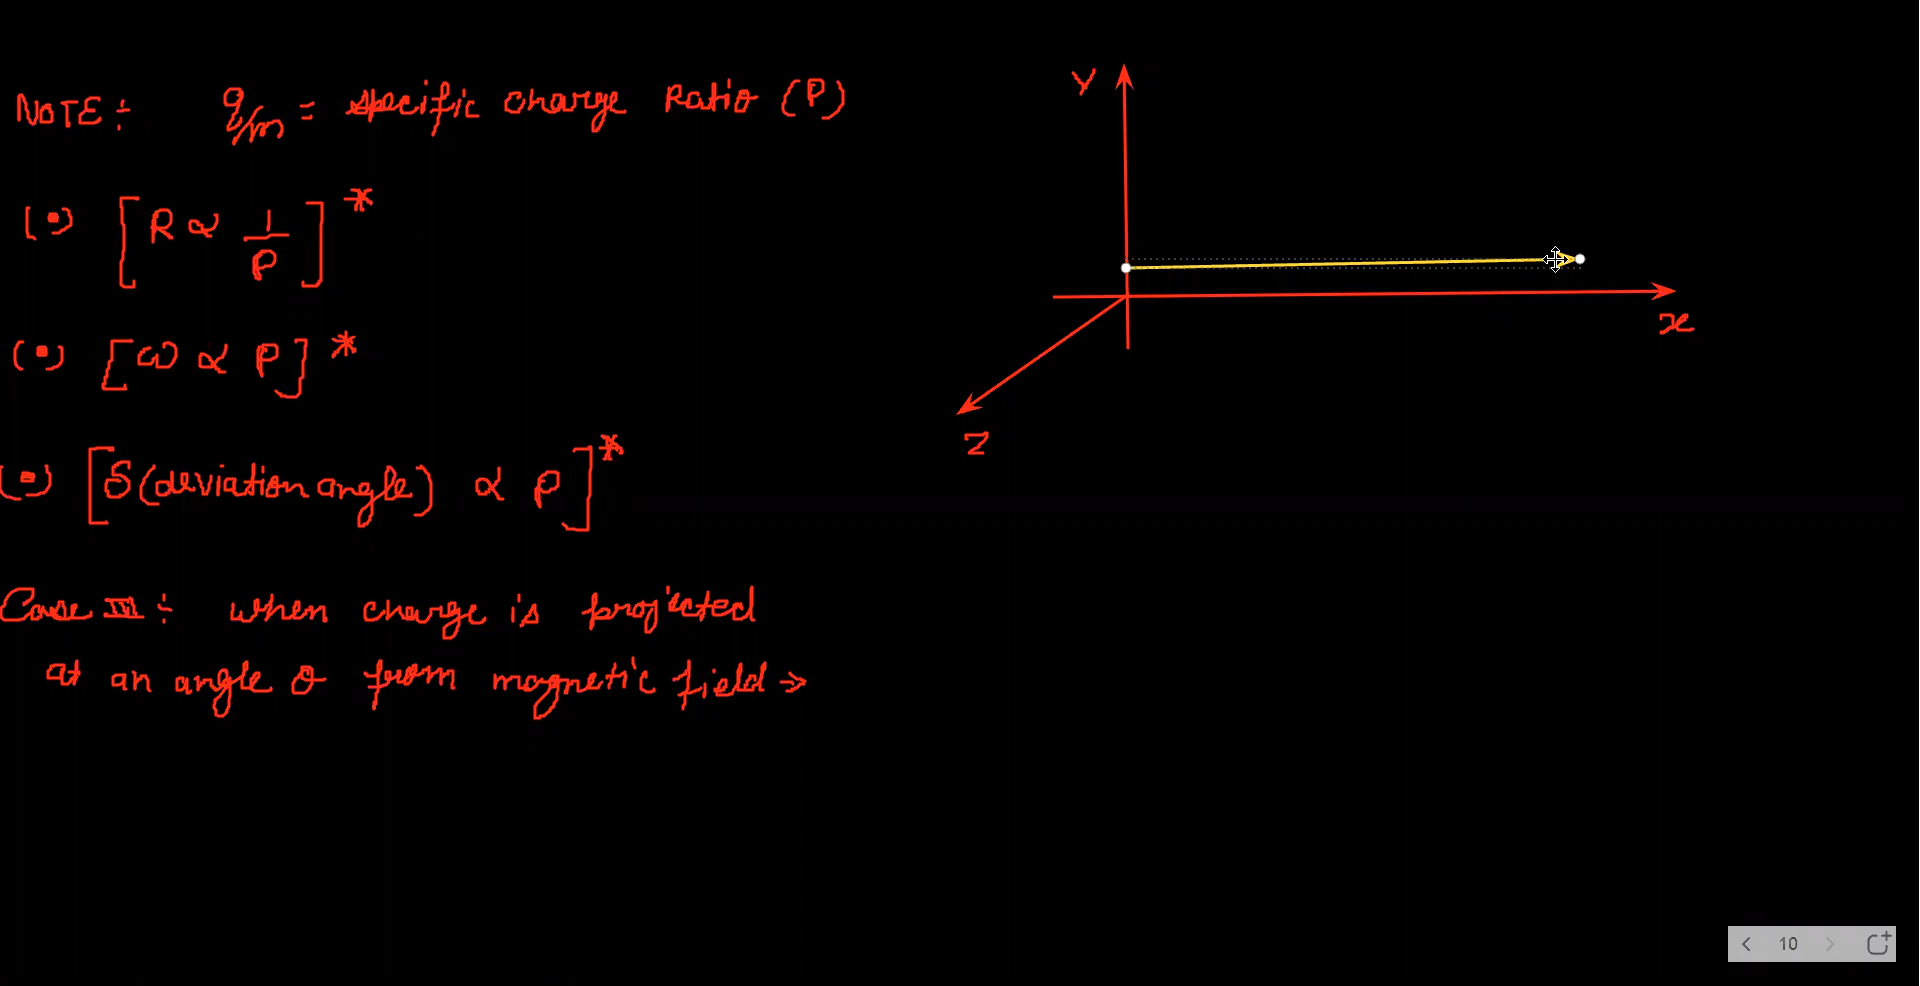 NOTE ÷ q/m = specific charge Ratio (P)
(•) [R ∝ 1/P]*
(•) [ω ∝ P]*
(•) [δ (deviation angle) ∝ P]*
Case III ÷ when charge is projected
at an angle θ from magnetic field →
Y
x
Z
10